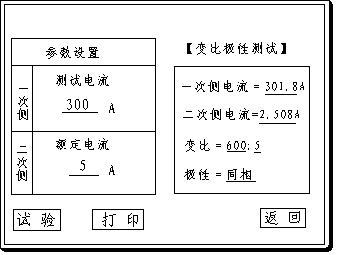 参数设置
一次侧
测试电流
300 A
二次侧
额定电流
5 A
【变比极性测试】
一次侧电流 = 301.8A
二次侧电流=2.508A
变比 = 600: 5
极性 = 同相
试 验
打 印
返 回